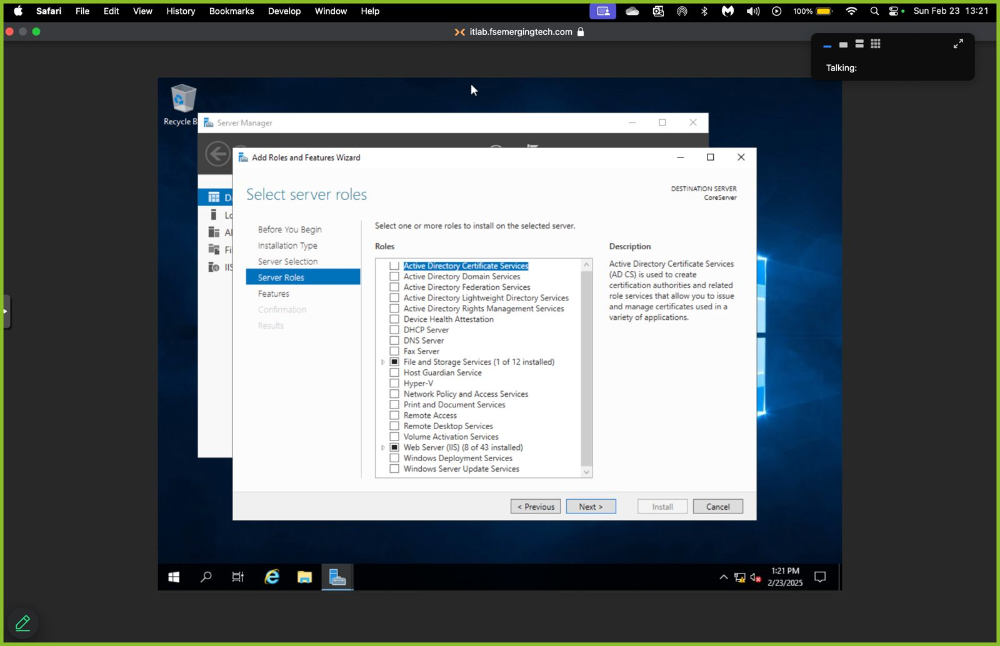 Safari File Edit View History Bookmarks Develop Window Help 100% Sun Feb 23 13:21
itlab.fsemergingtech.com
Talking:
Recycle B
Server Manager
Add Roles and Features Wizard
Select server roles
DESTINATION SERVER
CoreServer
D
Lo
Al
Fi
IIS
Before You Begin
Installation Type
Server Selection
Server Roles
Features
Confirmation
Results
Select one or more roles to install on the selected server.
Roles
Active Directory Certificate Services
Active Directory Domain Services
Active Directory Federation Services
Active Directory Lightweight Directory Services
Active Directory Rights Management Services
Device Health Attestation
DHCP Server
DNS Server
Fax Server
File and Storage Services (1 of 12 installed)
Host Guardian Service
Hyper-V
Network Policy and Access Services
Print and Document Services
Remote Access
Remote Desktop Services
Volume Activation Services
Web Server (IIS) (8 of 43 installed)
Windows Deployment Services
Windows Server Update Services
Description
Active Directory Certificate Services
(AD CS) is used to create
certification authorities and related
role services that allow you to issue
and manage certificates used in a
variety of applications.
< Previous Next > Install Cancel
1:21 PM
2/23/2025